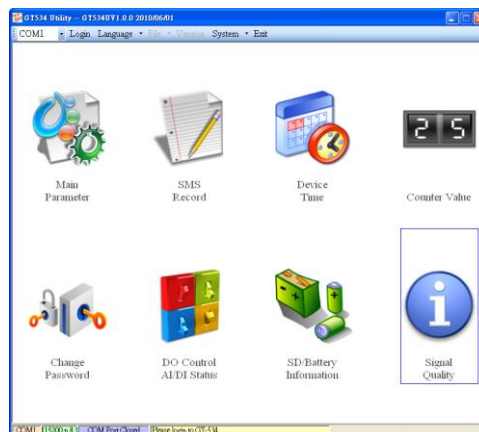 GT534 Utility -- GT534UV1.0.0 2010/06/01
COM1 Login Language File Version System Exit
25
Main
Parameter
SMS
Record
Device
Time
Counter Value
Change
Password
DO Control
AI/DI Status
SD/Battery
Information
Signal
Quality
COM1 115200,n,8,1 COM Port Closed Please login to GT-534